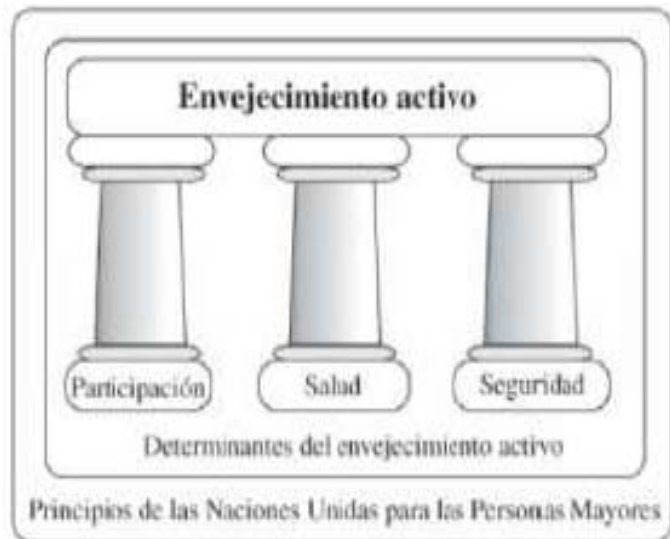 Envejecimiento activo
Participación
Salud
Seguridad
Determinantes del envejecimiento activo
Principios de las Naciones Unidas para las Personas Mayores